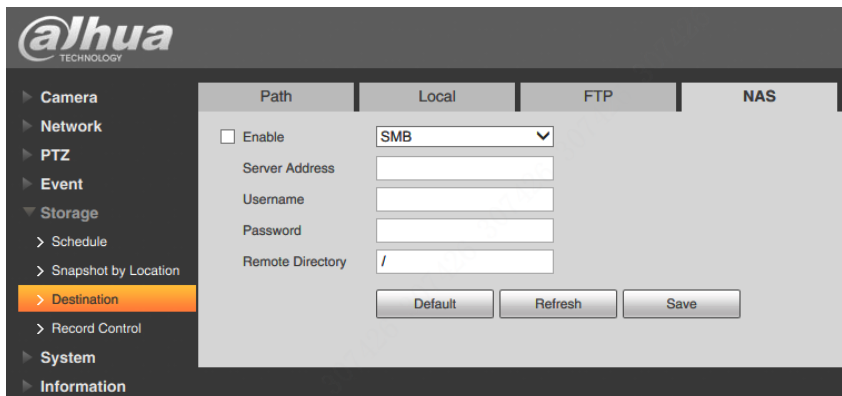 alhua
TECHNOLOGY
Camera
Network
PTZ
Event
Storage
Schedule
Snapshot by Location
Destination
Record Control
System
Information
Path Local FTP NAS
Enable SMB
Server Address
Username
Password
Remote Directory /
Default Refresh Save